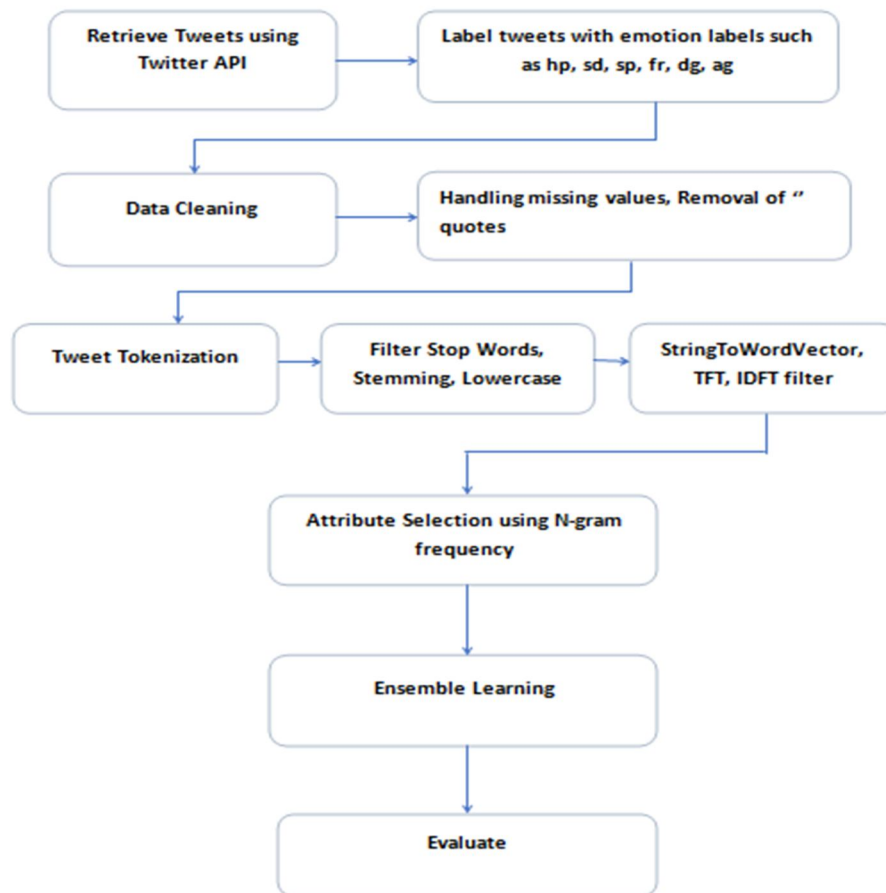 Retrieve Tweets using
Twitter API
Label tweets with emotion labels such
as hp, sd, sp, fr, dg, ag
Data Cleaning
Handling missing values, Removal of ‘’
quotes
Tweet Tokenization
Filter Stop Words,
Stemming, Lowercase
StringToWordVector,
TFT, IDFT filter
Attribute Selection using N-gram
frequency
Ensemble Learning
Evaluate